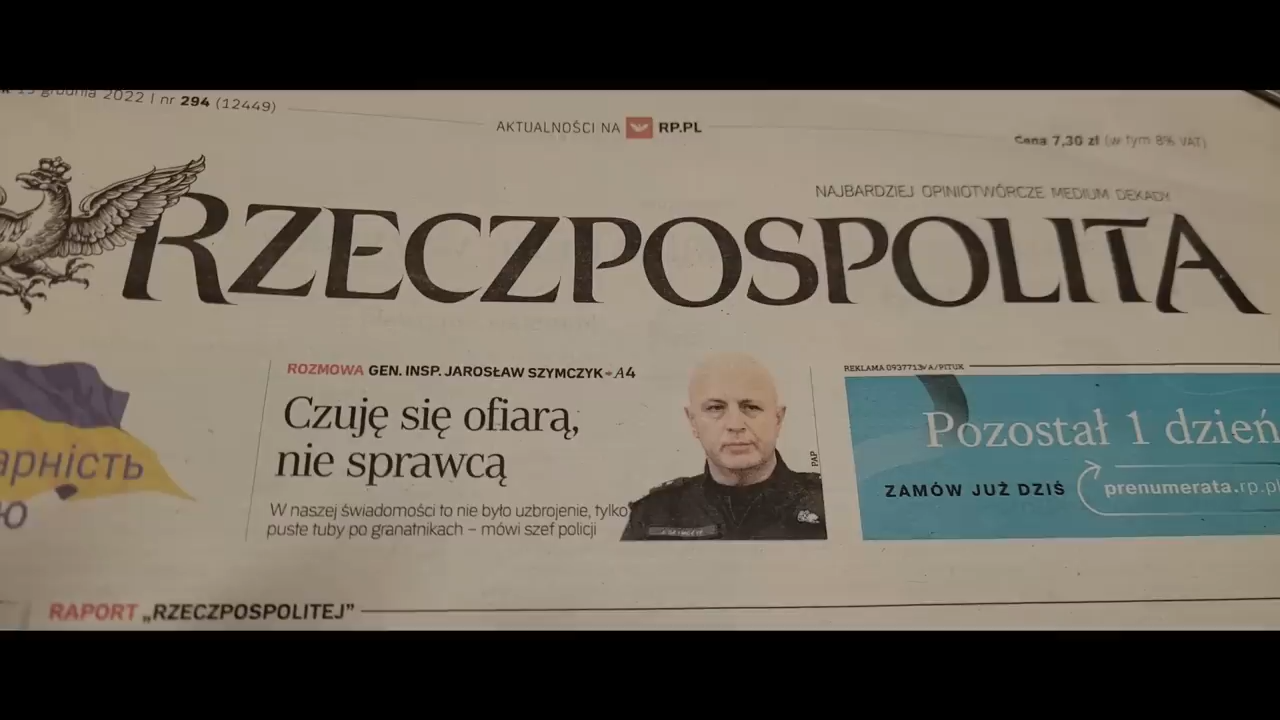 grudnia 2022 | nr 294 (12449)
AKTUALNOŚCI NA RP.PL
Cena 7,30 zł (w tym 8% VAT)
NAJBARDZIEJ OPINIOTWÓRCZE MEDIUM DEKADY
RZECZPOSPOLITA
ROZMOWA GEN. INSP. JAROSŁAW SZYMCZYK A4
Czuję się ofiarą,
nie sprawcą
W naszej świadomości to nie było uzbrojenie, tylko
puste tuby po granatnikach – mówi szef policji
PAP
REKLAMA 0937713/A/PITUK
Pozostał 1 dzień
ZAMÓW JUŻ DZIŚ
prenumerata.rp.pl
RAPORT „RZECZPOSPOLITEJ”